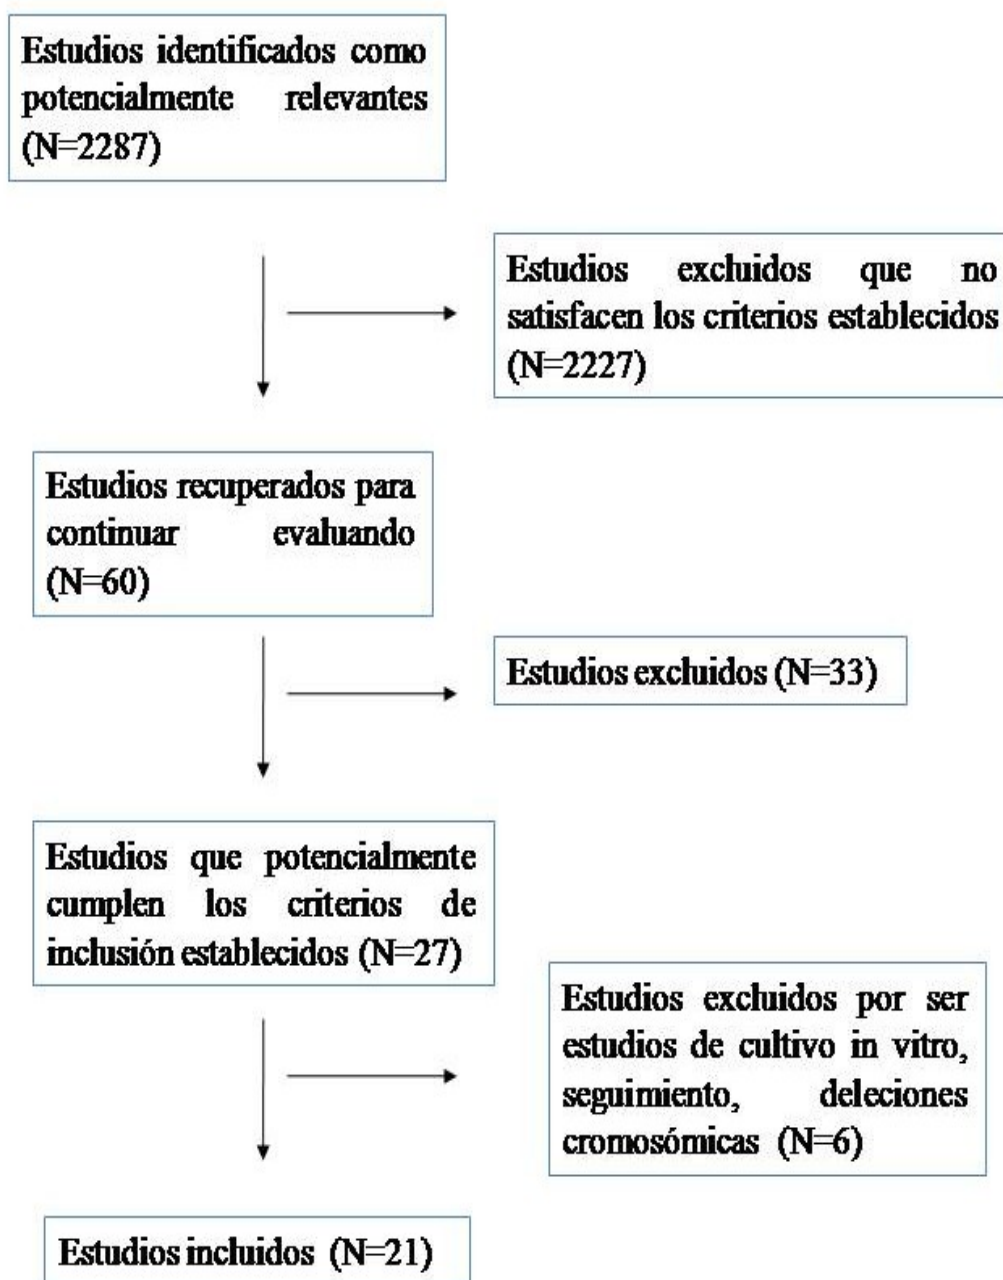 Estudios identificados como
potencialmente relevantes
(N=2287)
Estudios excluidos que no
satisfacen los criterios establecidos
(N=2227)
Estudios recuperados para
continuar evaluando
(N=60)
Estudios excluidos (N=33)
Estudios que potencialmente
cumplen los criterios de
inclusión establecidos (N=27)
Estudios excluidos por ser
estudios de cultivo in vitro,
seguimiento, deleciones
cromosómicas (N=6)
Estudios incluidos (N=21)